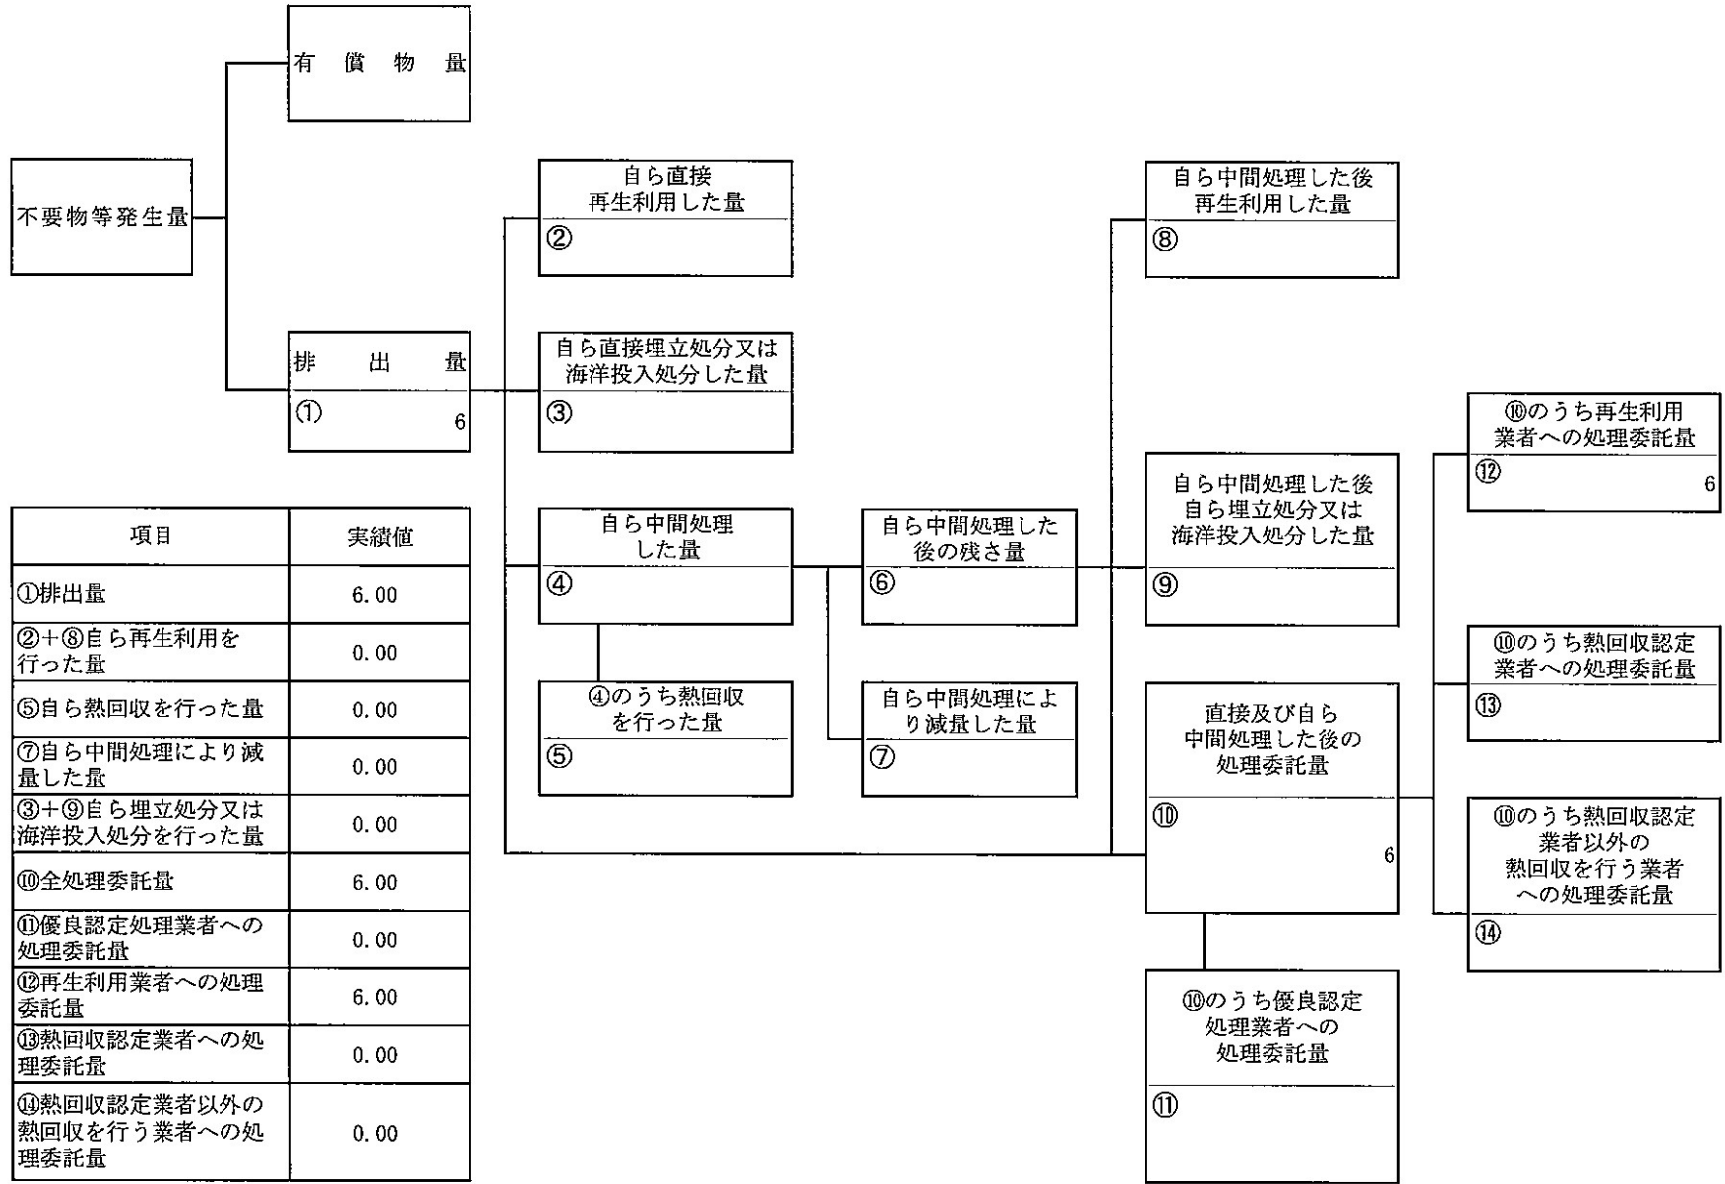 有償物量
不要物等発生量
排出量
①
6
自ら直接
再生利用した量
②
自ら直接埋立処分又は
海洋投入処分した量
③
自ら中間処理
した量
④
④のうち熱回収
を行った量
⑤
自ら中間処理した
後の残さ量
⑥
自ら中間処理によ
り減量した量
⑦
自ら中間処理した後
再生利用した量
⑧
自ら中間処理した後
自ら埋立処分又は
海洋投入処分した量
⑨
直接及び自ら
中間処理した後の
処理委託量
⑩
6
⑩のうち優良認定
処理業者への
処理委託量
⑪
⑩のうち再生利用
業者への処理委託量
⑫
6
⑩のうち熱回収認定
業者への処理委託量
⑬
⑩のうち熱回収認定
業者以外の
熱回収を行う業者
への処理委託量
⑭
項目 実績値
①排出量 6.00
②+⑧自ら再生利用を
行った量 0.00
⑤自ら熱回収を行った量 0.00
⑦自ら中間処理により減
量した量 0.00
③+⑨自ら埋立処分又は
海洋投入処分を行った量 0.00
⑩全処理委託量 6.00
⑪優良認定処理業者への
処理委託量 0.00
⑫再生利用業者への処理
委託量 6.00
⑬熱回収認定業者への処
理委託量 0.00
⑭熱回収認定業者以外の
熱回収を行う業者への処
理委託量 0.00